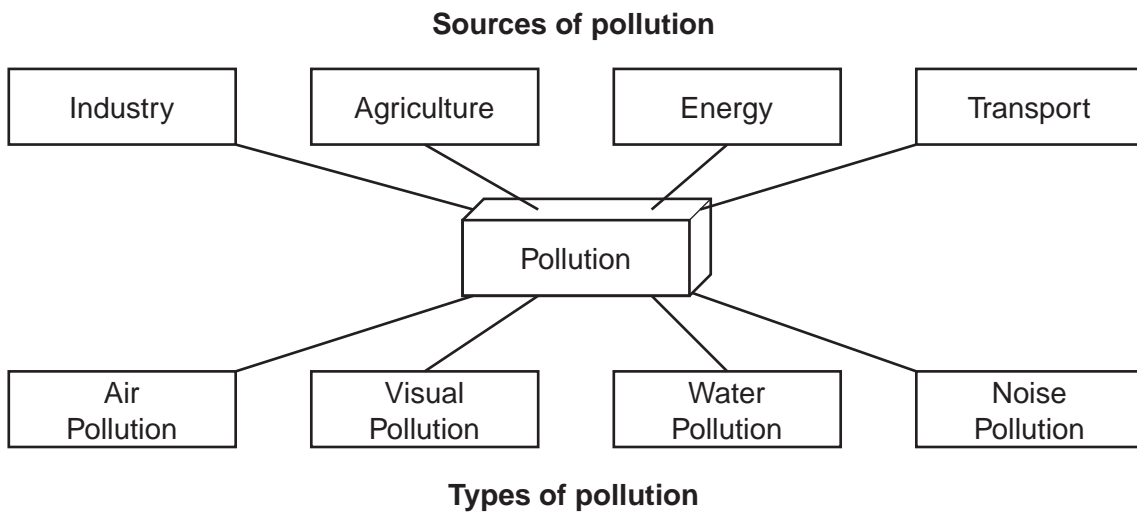 Sources of pollution
Industry
Agriculture
Energy
Transport
Pollution
Air
Pollution
Visual
Pollution
Water
Pollution
Noise
Pollution
Types of pollution